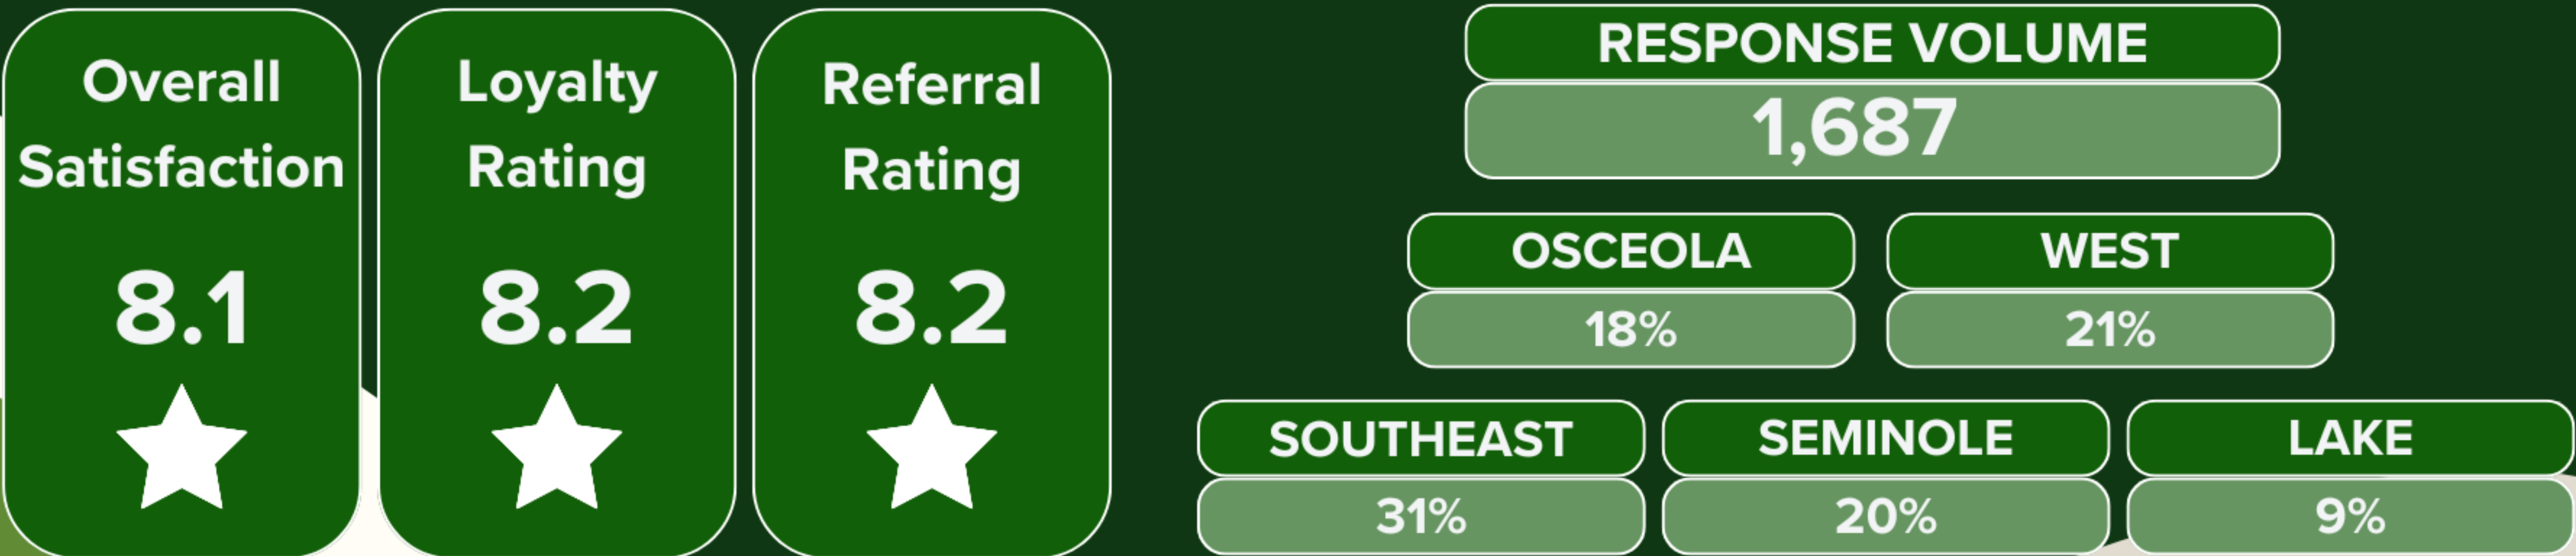 Overall
Satisfaction
8.1
Loyalty
Rating
8.2
Referral
Rating
8.2
RESPONSE VOLUME
1,687
OSCEOLA
18%
WEST
21%
SOUTHEAST
31%
SEMINOLE
20%
LAKE
9%